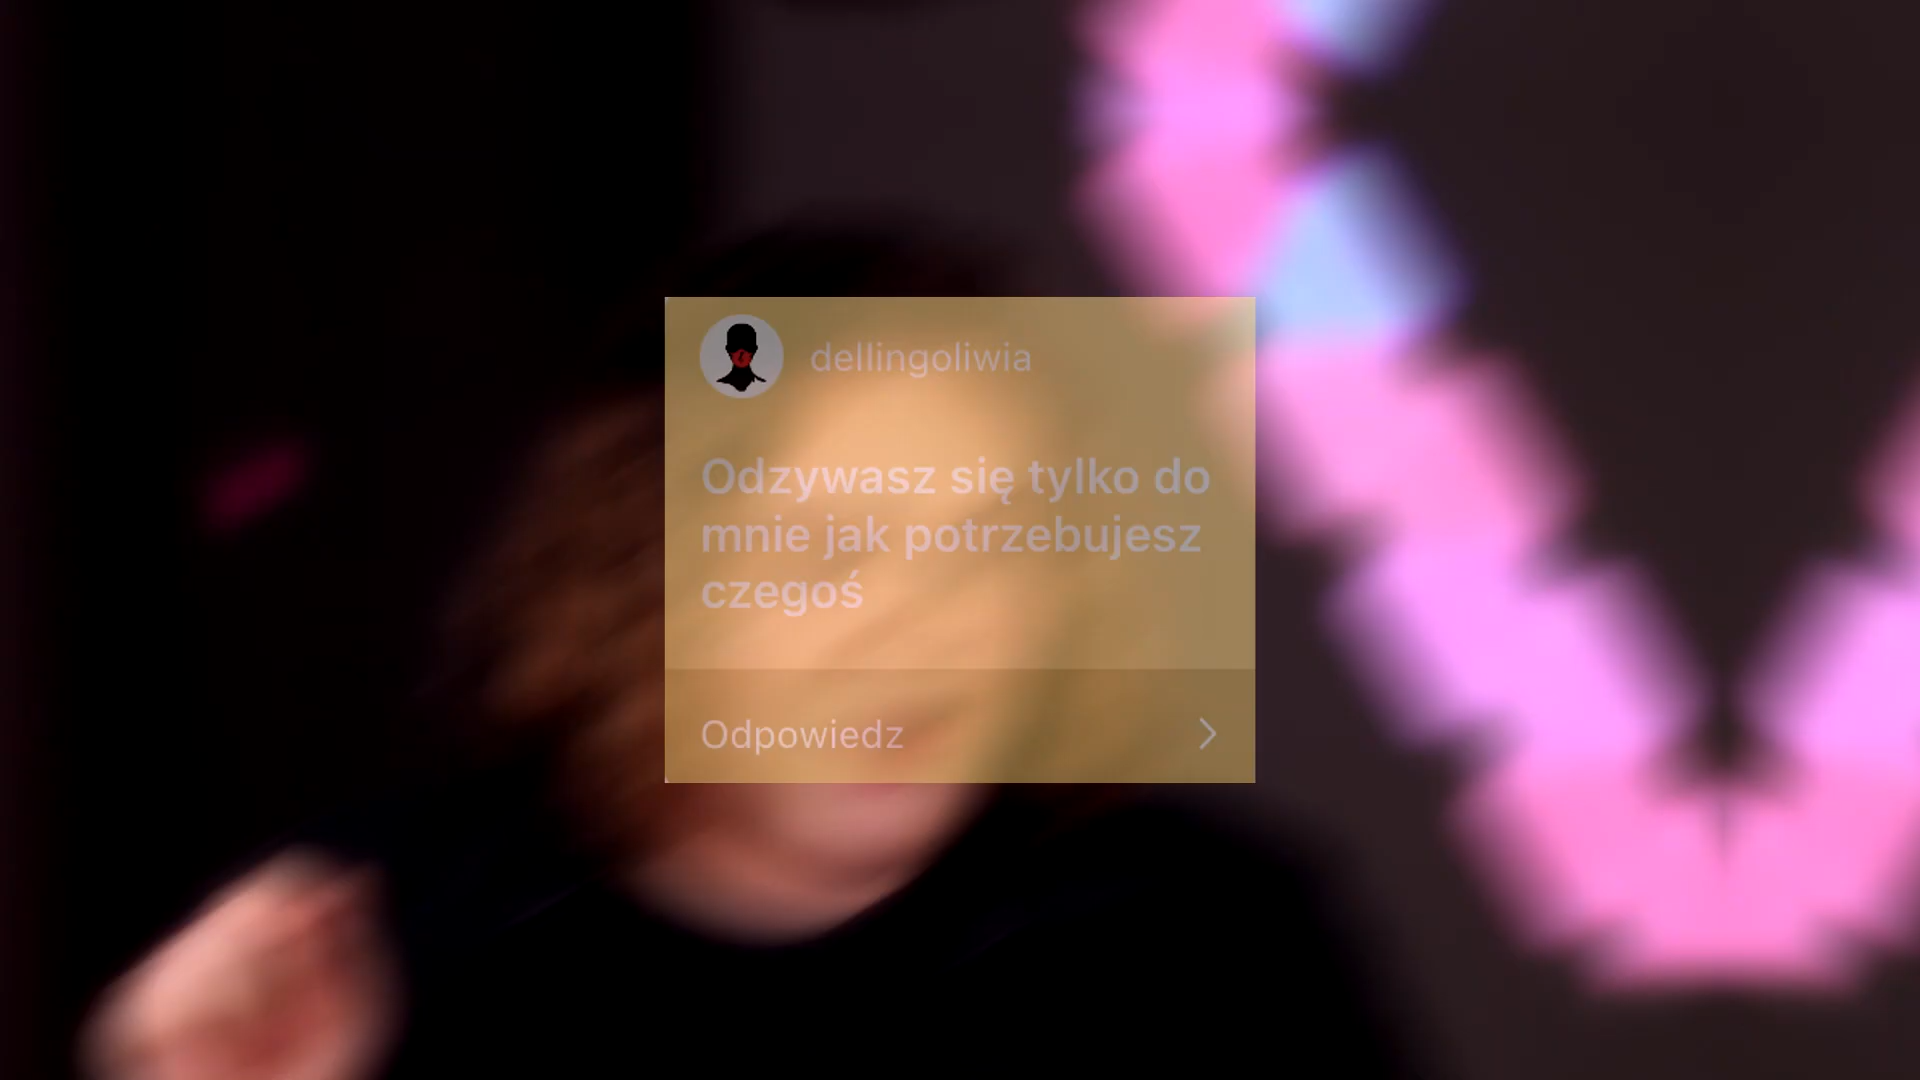 dellingoliwia
Odzywasz się tylko do
mnie jak potrzebujesz
czegoś
Odpowiedz